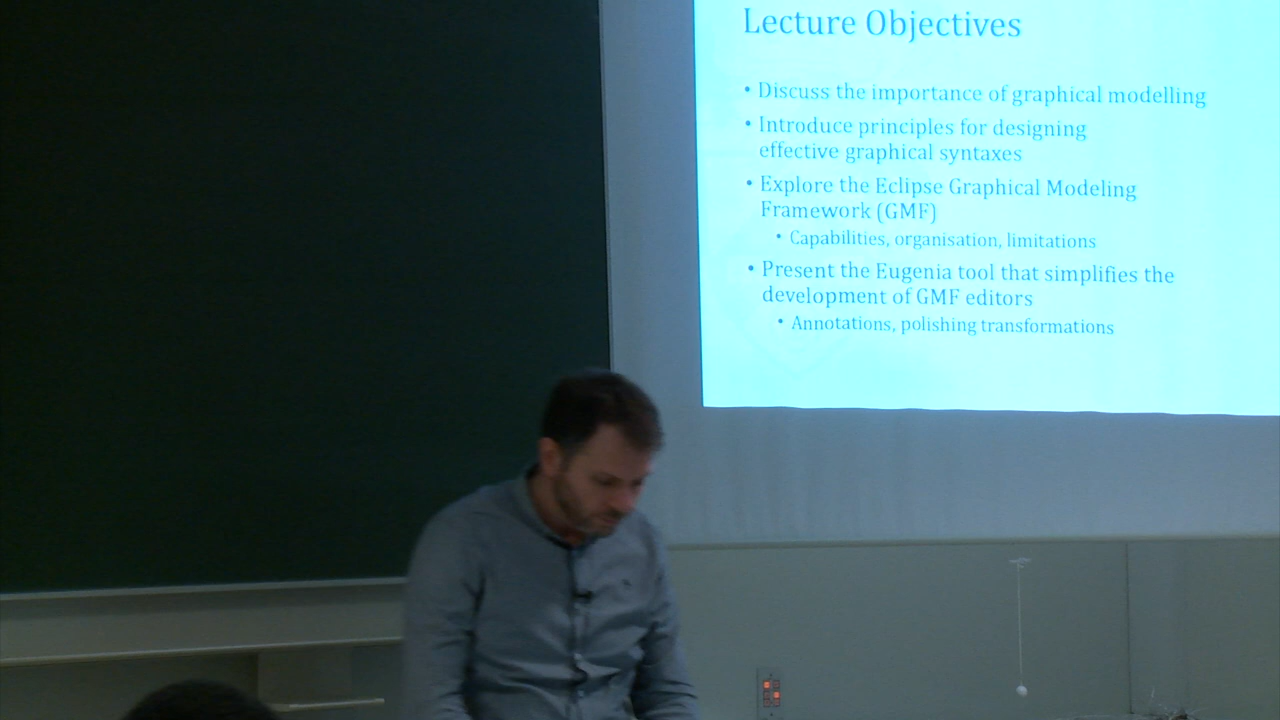 Lecture Objectives
• Discuss the importance of graphical modelling
• Introduce principles for designing
effective graphical syntaxes
• Explore the Eclipse Graphical Modeling
Framework (GMF)
• Capabilities, organisation, limitations
• Present the Eugenia tool that simplifies the
development of GMF editors
• Annotations, polishing transformations